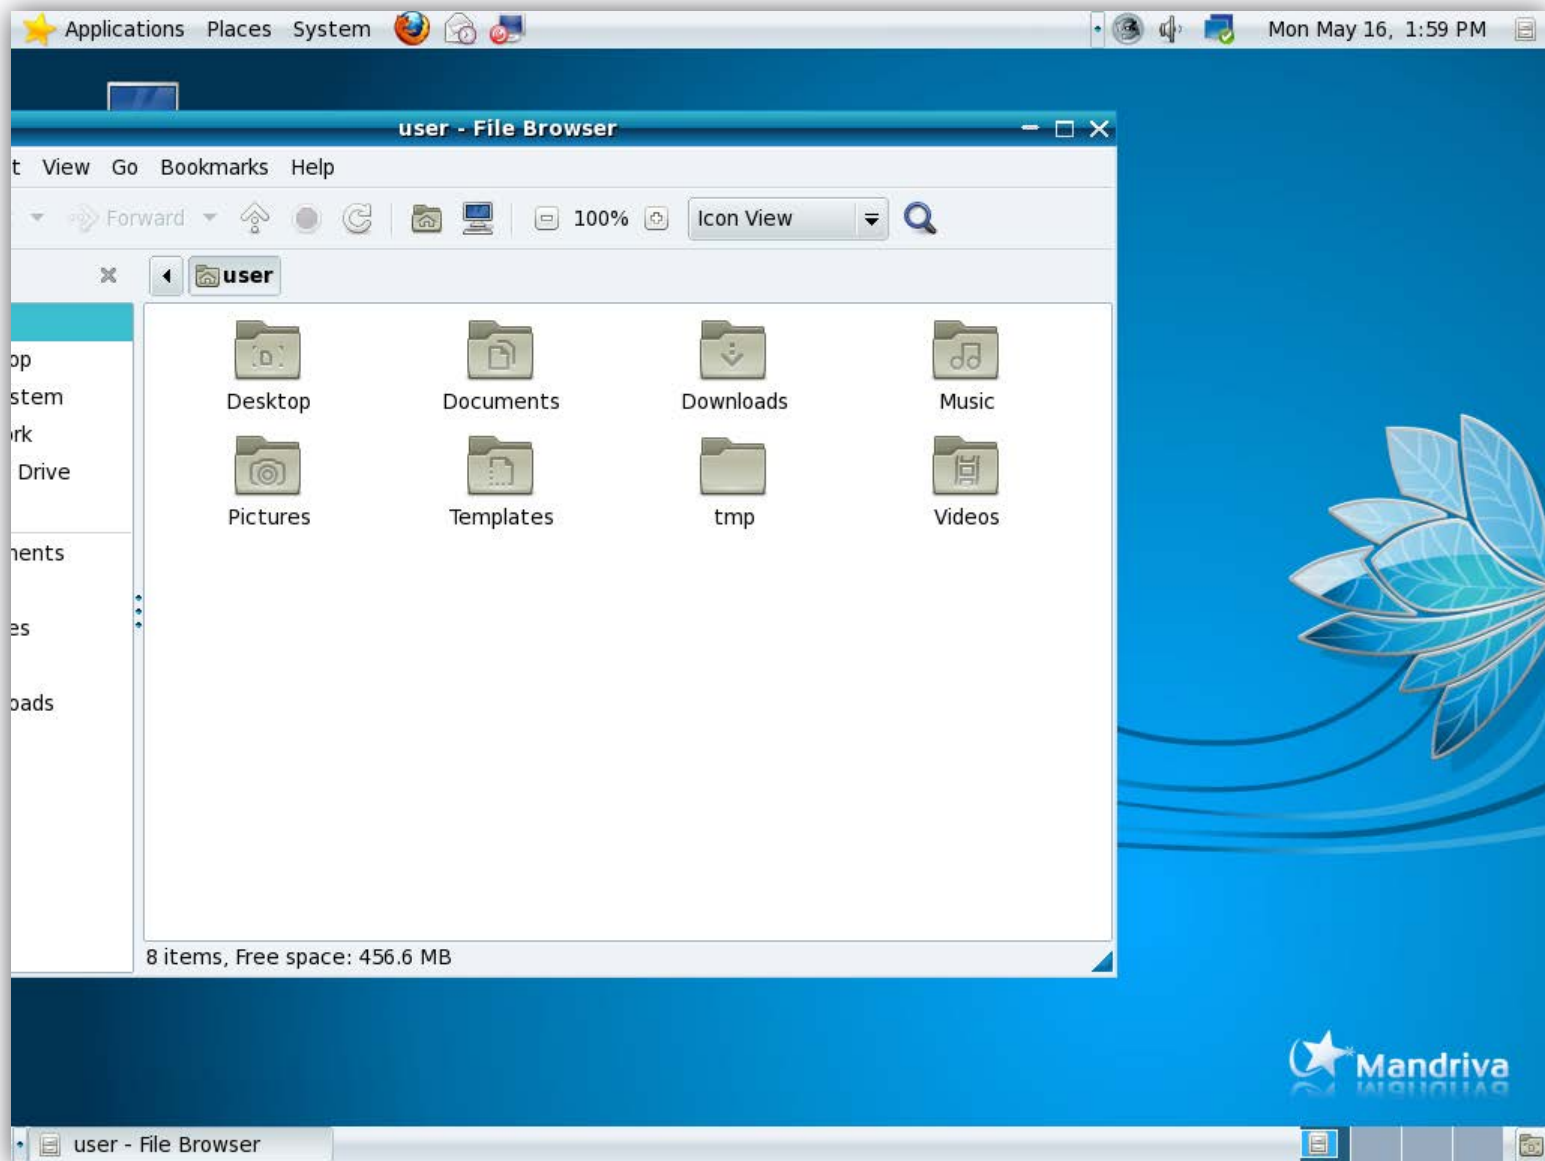 Applications Places System Mon May 16, 1:59 PM
user - File Browser
t View Go Bookmarks Help
Forward 100% Icon View
user
op
stem
rk
Drive
nents
es
oads
Desktop Documents Downloads Music
Pictures Templates tmp Videos
8 items, Free space: 456.6 MB
Mandriva
user - File Browser